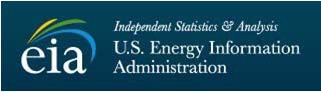 eia
Independent Statistics & Analysis
U.S. Energy Information
Administration